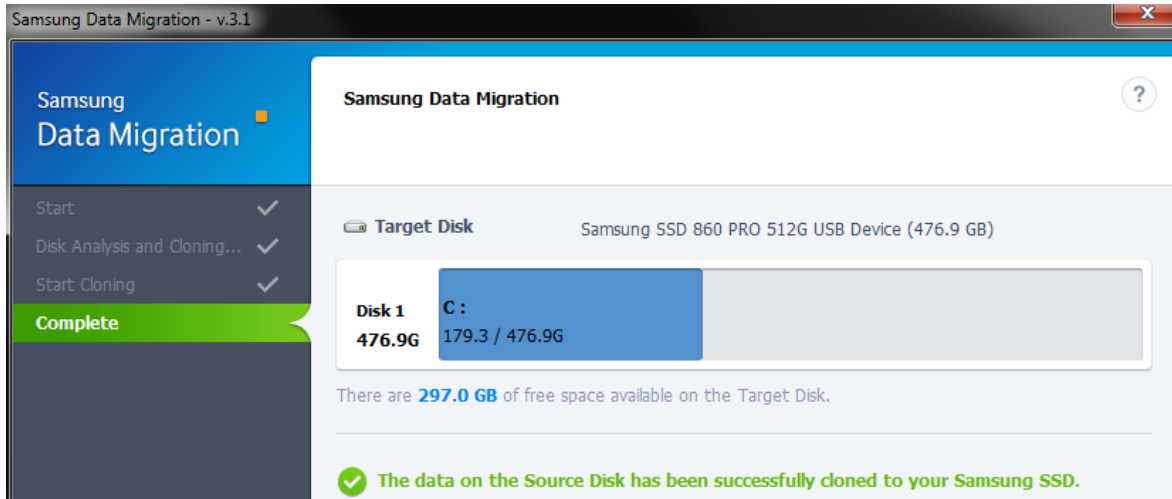 Samsung Data Migration - v.3.1
x
Samsung
Data Migration
Samsung Data Migration
?
Start
Disk Analysis and Cloning...
Start Cloning
Complete
Target Disk
Samsung SSD 860 PRO 512G USB Device (476.9 GB)
Disk 1
476.9G
C :
179.3 / 476.9G
There are 297.0 GB of free space available on the Target Disk.
The data on the Source Disk has been successfully cloned to your Samsung SSD.